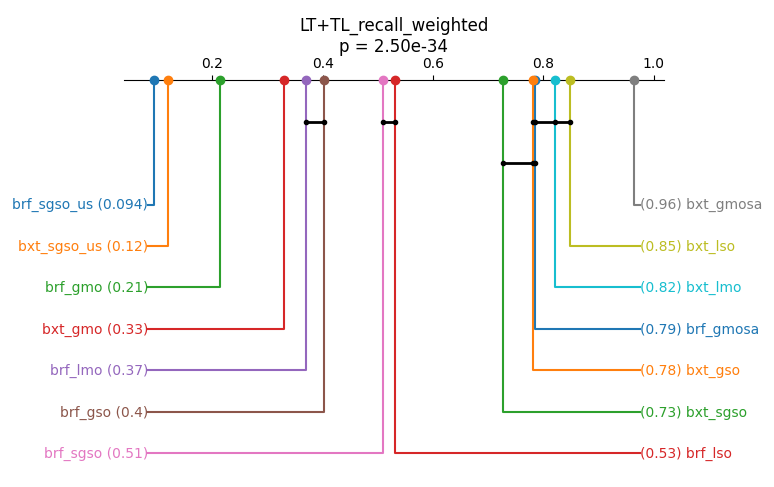 LT+TL_recall_weighted
p = 2.50e-34
0.2 0.4 0.6 0.8 1.0
brf_sgso_us (0.094) (0.96) bxt_gmosa
bxt_sgso_us (0.12) (0.85) bxt_lso
brf_gmo (0.21) (0.82) bxt_lmo
bxt_gmo (0.33) (0.79) brf_gmosa
brf_lmo (0.37) (0.78) bxt_gso
brf_gso (0.4) (0.73) bxt_sgso
brf_sgso (0.51) (0.53) brf_lso